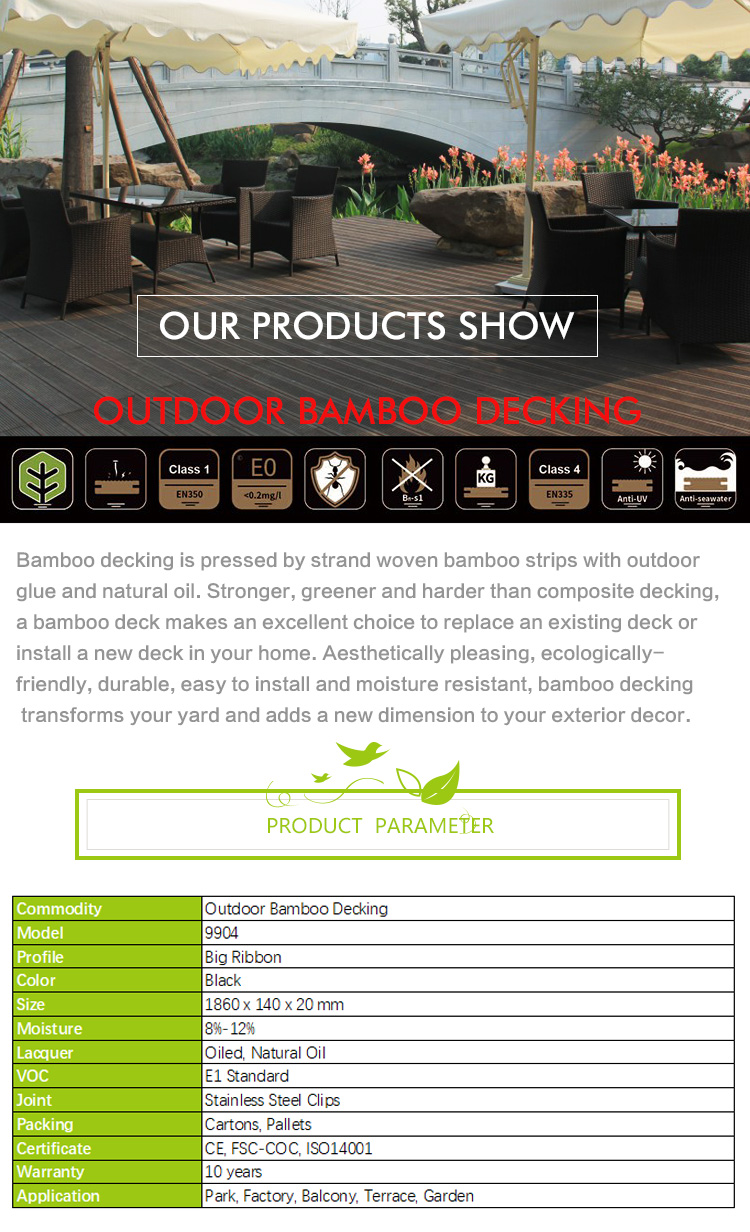 OUR PRODUCTS SHOW
OUTDOOR BAMBOO DECKING
Class 1
EN350
E0
<0.2mg/l
Bfl-s1
KG
Class 4
EN335
Anti-UV
Anti-seawater
Bamboo decking is pressed by strand woven bamboo strips with outdoor
glue and natural oil. Stronger, greener and harder than composite decking,
a bamboo deck makes an excellent choice to replace an existing deck or
install a new deck in your home. Aesthetically pleasing, ecologically-
friendly, durable, easy to install and moisture resistant, bamboo decking
transforms your yard and adds a new dimension to your exterior decor.
PRODUCT PARAMETER
Commodity Outdoor Bamboo Decking
Model 9904
Profile Big Ribbon
Color Black
Size 1860 x 140 x 20 mm
Moisture 8%-12%
Lacquer Oiled, Natural Oil
VOC E1 Standard
Joint Stainless Steel Clips
Packing Cartons, Pallets
Certificate CE, FSC-COC, ISO14001
Warranty 10 years
Application Park, Factory, Balcony, Terrace, Garden